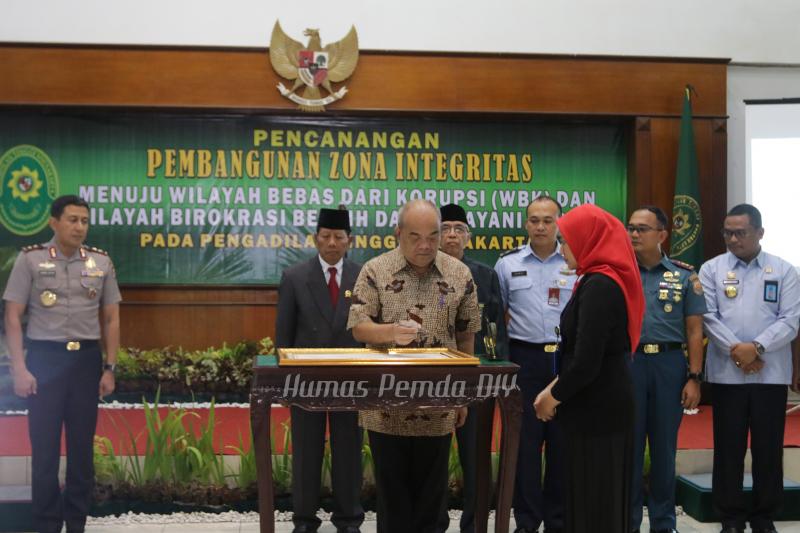 PENCANANGAN
PEMBANGUNAN ZONA INTEGRITAS
MENUJU WILAYAH BEBAS DARI KORUPSI (WBK) DAN
BIROKRASI
PADA
Humas Pemda DIY